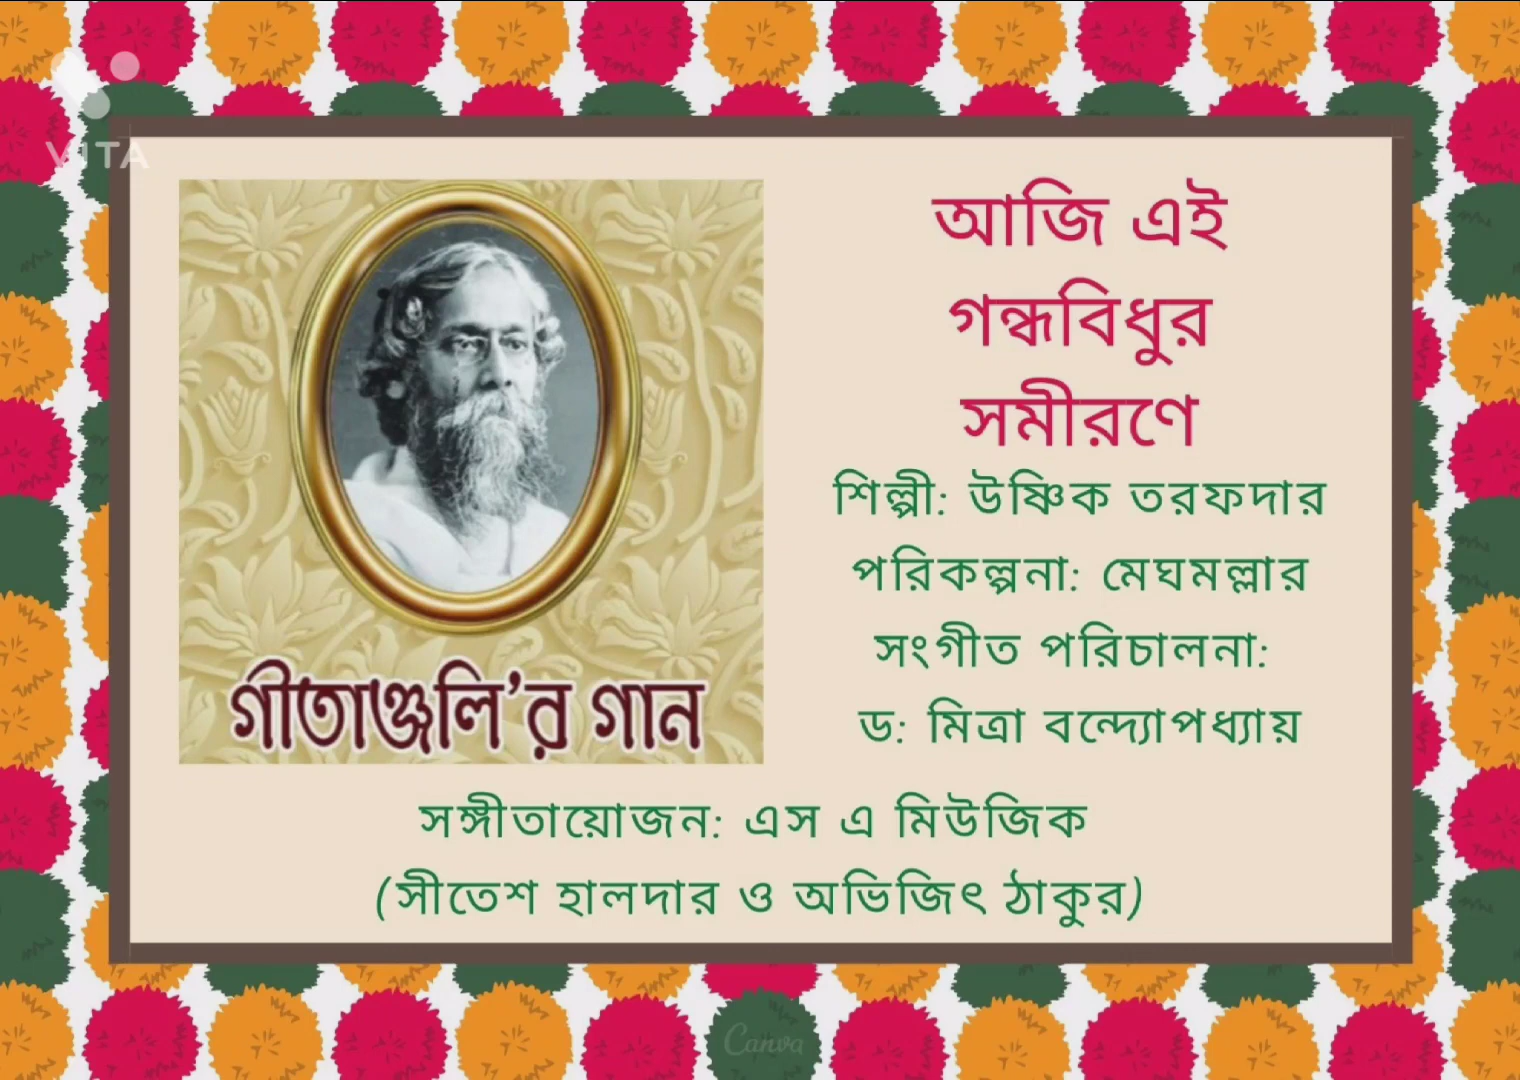 VITA
আজি এই
গন্ধবিধুর
সমীরণে
শিল্পী: উষ্ণিক তরফদার
পরিকল্পনা: মেঘমল্লার
সংগীত পরিচালনা:
ড: মিত্রা বন্দ্যোপধ্যায়
গীতাঞ্জলি'র গান
সঙ্গীতায়োজন: এস এ মিউজিক
(সীতেশ হালদার ও অভিজিৎ ঠাকুর)
Canva